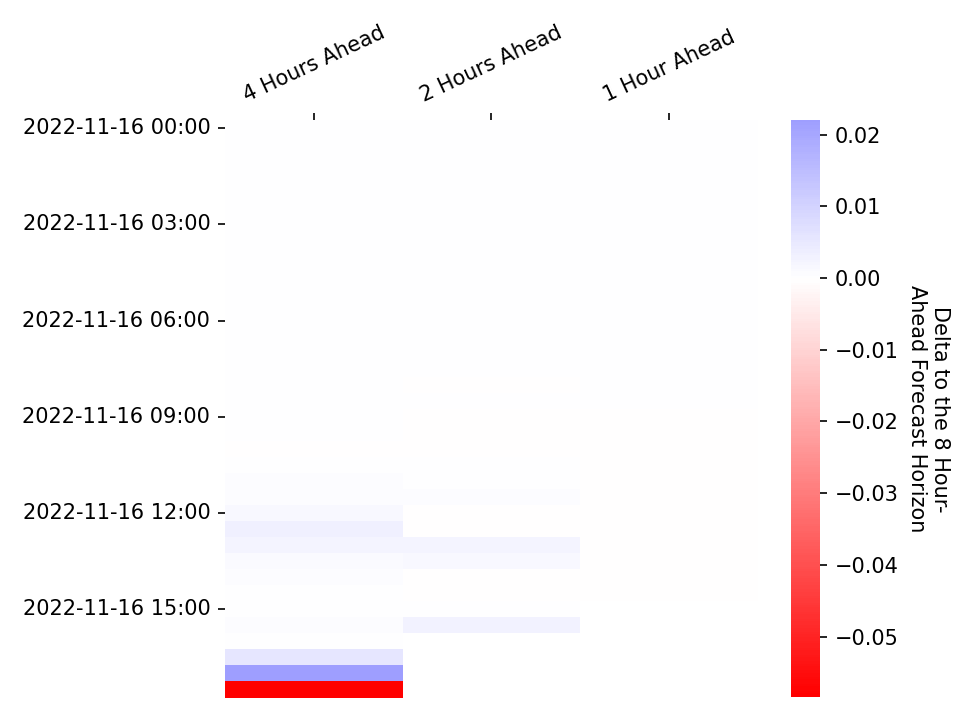 4 Hours Ahead
2 Hours Ahead
1 Hour Ahead
2022-11-16 00:00
2022-11-16 03:00
2022-11-16 06:00
2022-11-16 09:00
2022-11-16 12:00
2022-11-16 15:00
0.02
0.01
0.00
−0.01
−0.02
−0.03
−0.04
−0.05
Delta to the 8 Hour-
Ahead Forecast Horizon